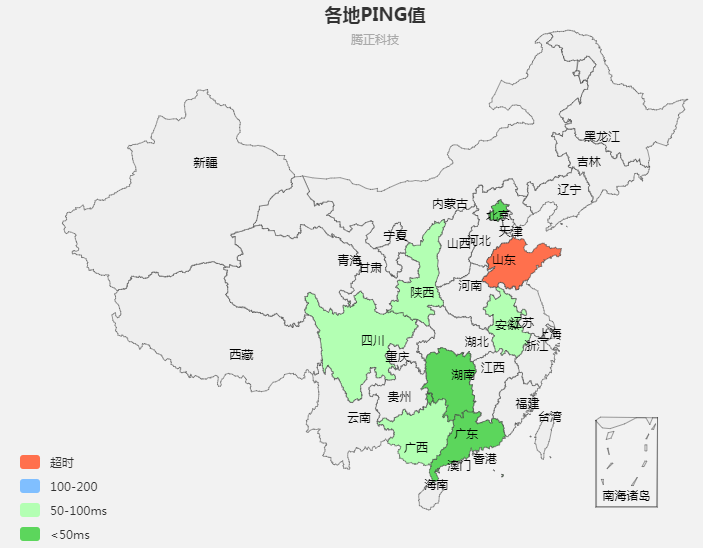 各地PING值
腾正科技
黑龙江
吉林
新疆
辽宁
内蒙古
北京
天津
宁夏
山西
河北
青海
甘肃
山东
陕西
河南
安徽
江苏
上海
四川
湖北
浙江
西藏
重庆
江西
湖南
贵州
福建
云南
台湾
广东
广西
香港
澳门
海南
南海诸岛
超时
100-200
50-100ms
<50ms